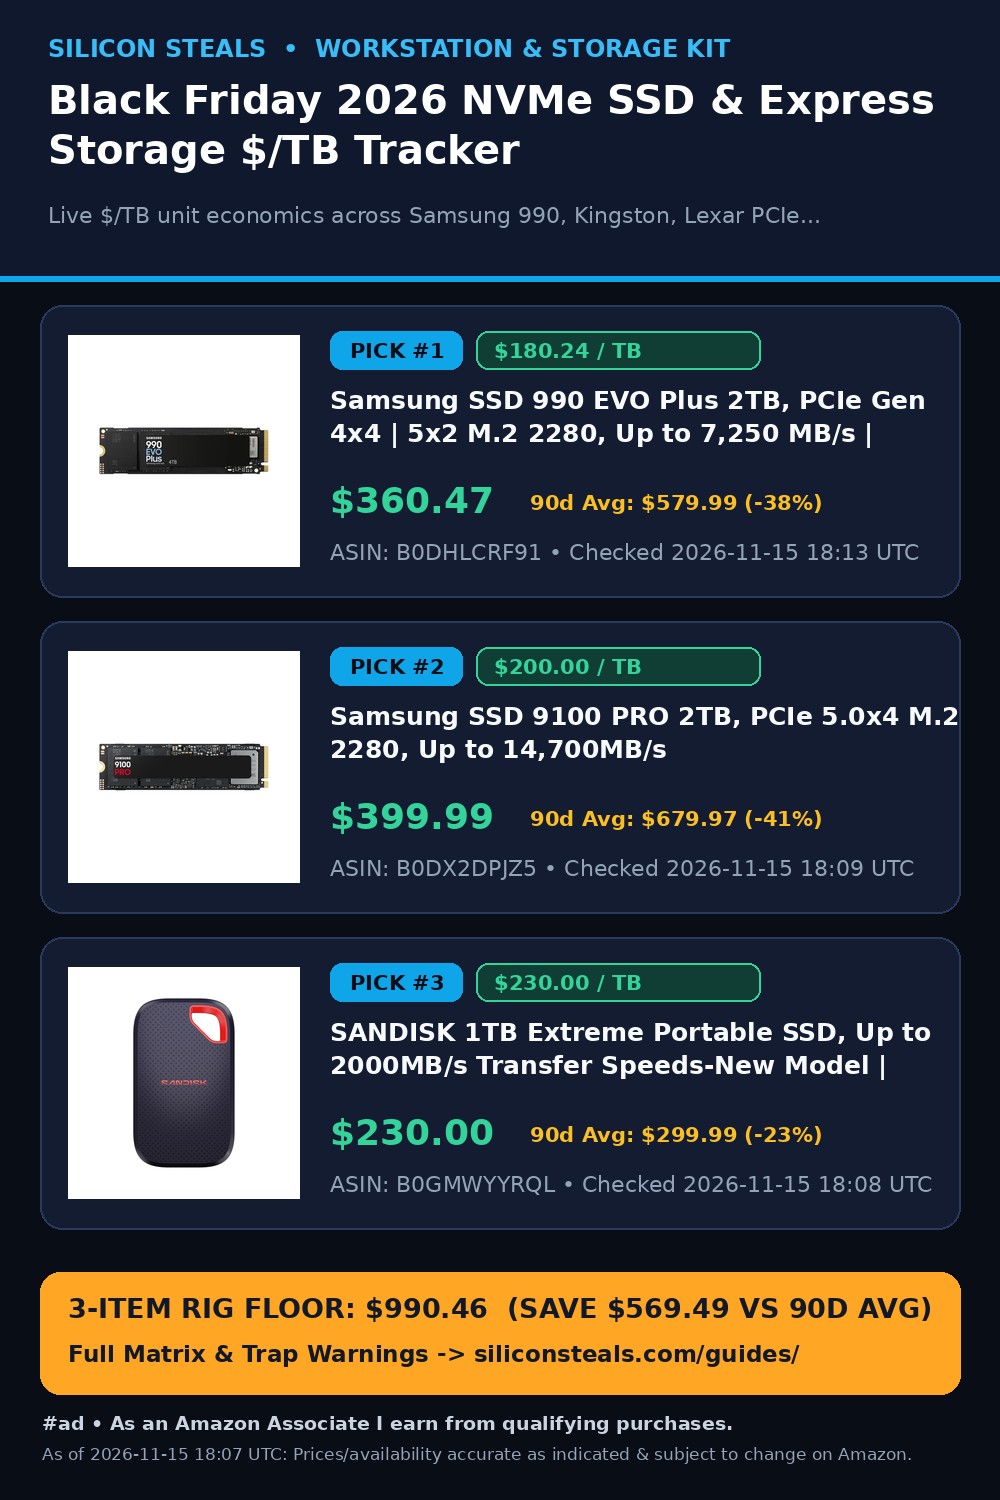 SILICON STEALS • WORKSTATION & STORAGE KIT
Black Friday 2026 NVMe SSD & Express
Storage $/TB Tracker
Live $/TB unit economics across Samsung 990, Kingston, Lexar PCIe...
PICK #1
$180.24 / TB
Samsung SSD 990 EVO Plus 2TB, PCIe Gen
4x4 | 5x2 M.2 2280, Up to 7,250 MB/s |
$360.47
90d Avg: $579.99 (-38%)
ASIN: B0DHLCRF91 • Checked 2026-11-15 18:13 UTC
SAMSUNG
990
EVO
Plus
4TB
PICK #2
$200.00 / TB
Samsung SSD 9100 PRO 2TB, PCIe 5.0x4 M.2
2280, Up to 14,700MB/s
$399.99
90d Avg: $679.97 (-41%)
ASIN: B0DX2DPJZ5 • Checked 2026-11-15 18:09 UTC
SAMSUNG
9100
PRO
PICK #3
$230.00 / TB
SANDISK 1TB Extreme Portable SSD, Up to
2000MB/s Transfer Speeds-New Model |
$230.00
90d Avg: $299.99 (-23%)
ASIN: B0GMWYYRQL • Checked 2026-11-15 18:08 UTC
SANDISK
3-ITEM RIG FLOOR: $990.46 (SAVE $569.49 VS 90D AVG)
Full Matrix & Trap Warnings -> siliconsteals.com/guides/
#ad • As an Amazon Associate I earn from qualifying purchases.
As of 2026-11-15 18:07 UTC: Prices/availability accurate as indicated & subject to change on Amazon.